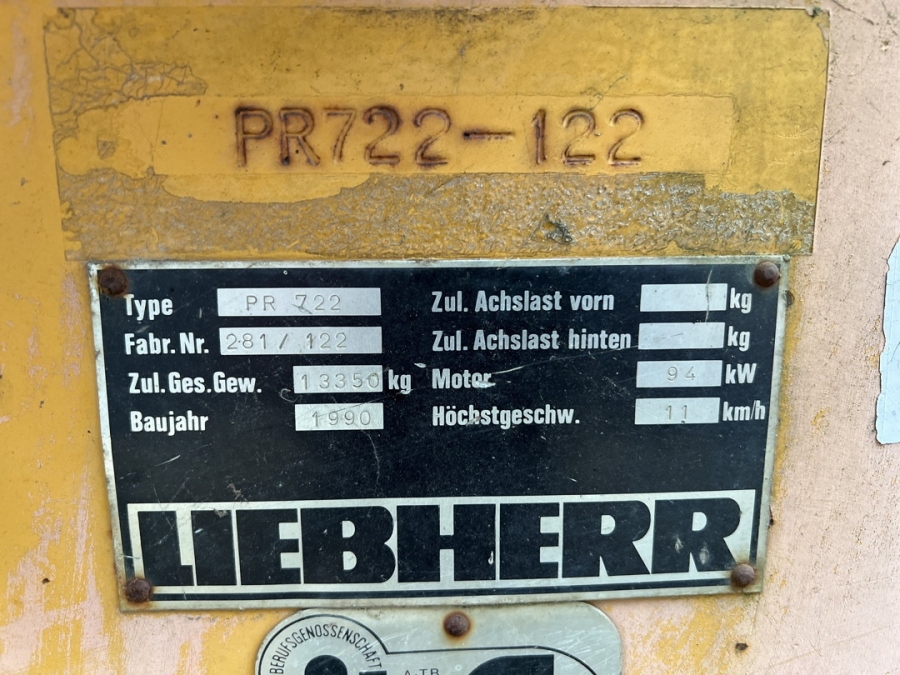 PR722-122
Type PR 722
Zul. Achslast vorn kg
Fabr. Nr. 281 / 122
Zul. Achslast hinten kg
Zul. Ges. Gew. 13350 kg
Motor 94 kW
Baujahr 1990
Höchstgeschw. 11 km/h
LIEBHERR
BERUFSGENOSSENSCHAFT
A-TB